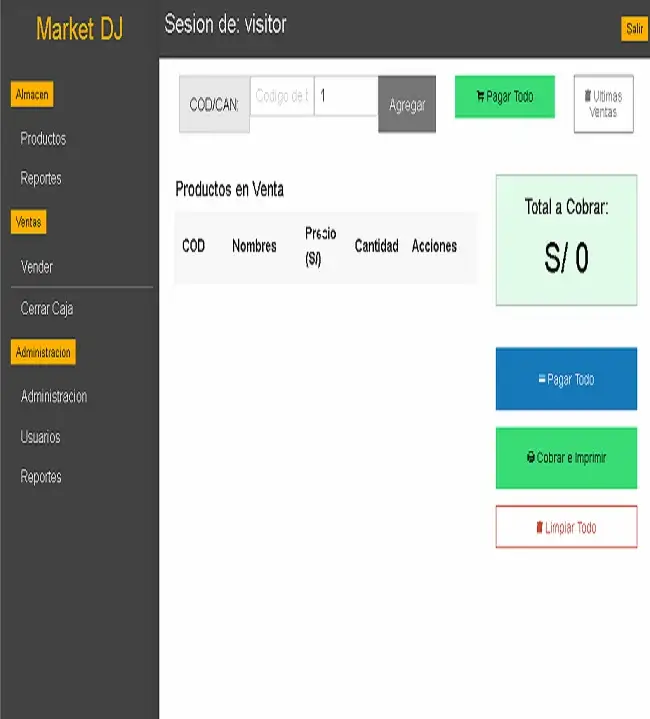 Market DJ
Sesion de: visitor
Salir
Almacen
Productos
Reportes
Ventas
Vender
Cerrar Caja
Administracion
Administracion
Usuarios
Reportes
COD/CAN:
Codigo de
1
Agregar
Pagar Todo
Ultimas
Ventas
Productos en Venta
COD Nombres Precio (S/) Cantidad Acciones
Total a Cobrar:
S/ 0
Pagar Todo
Cobrar e Imprimir
Limpiar Todo